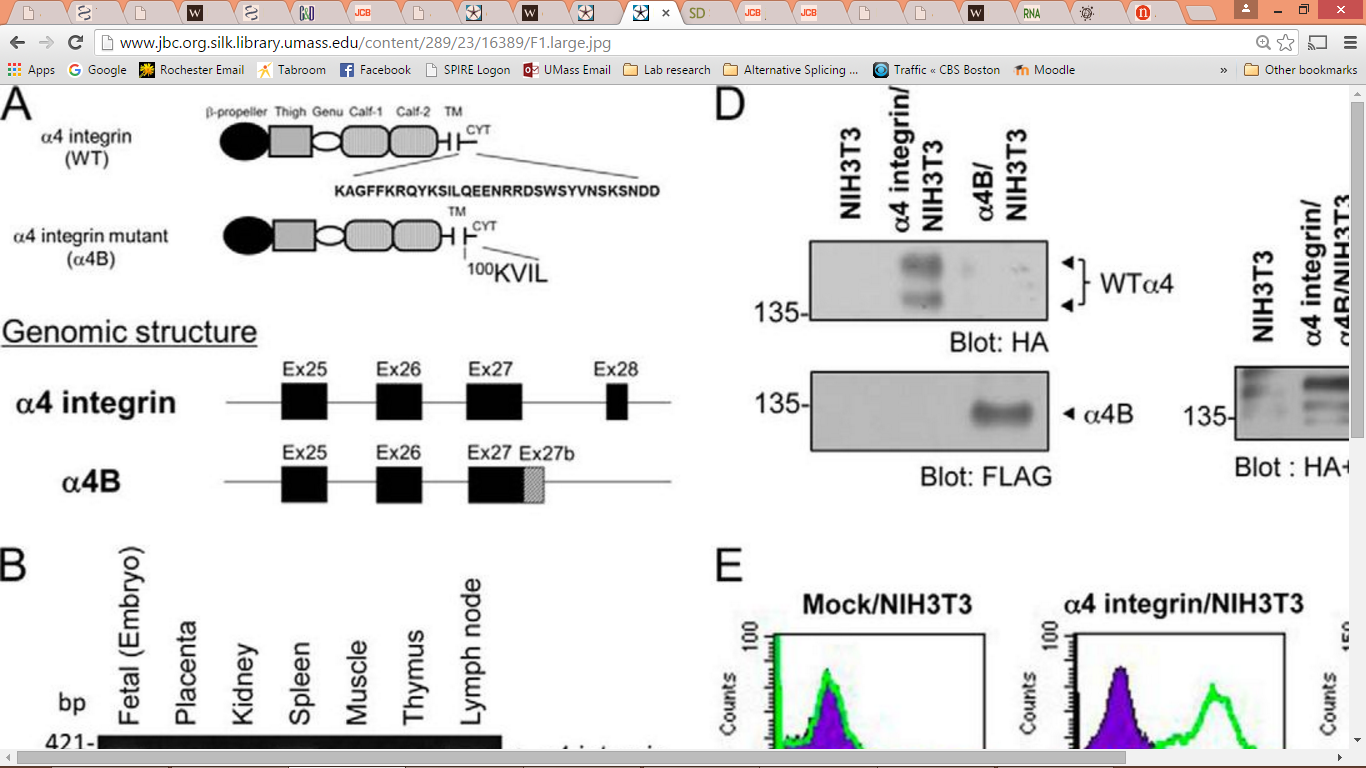 SD
JCB
JCB
JCB
RNA
www.jbc.org.silk.library.umass.edu/content/289/23/16389/F1.large.jpg
Apps Google Rochester Email Tabroom Facebook SPIRE Logon UMass Email Lab research Alternative Splicing ... Traffic « CBS Boston Moodle » Other bookmarks
A
β-propeller Thigh Genu Calf-1 Calf-2 TM
CYT
α4 integrin
(WT)
KAGFFKRQYKSILQEENRRDSWSYVNSKSNDD
TM
CYT
α4 integrin mutant
(α4B)
100KVIL
Genomic structure
Ex25 Ex26 Ex27 Ex28
α4 integrin
Ex25 Ex26 Ex27 Ex27b
α4B
B
bp
Fetal (Embryo)
Placenta
Kidney
Spleen
Muscle
Thymus
Lymph node
421-
D
NIH3T3
α4 integrin/
NIH3T3
α4B/
NIH3T3
WTα4
135-
Blot: HA
135-
α4B
Blot: FLAG
NIH3T3
α4 integrin/
α4B/NIH3T3
135-
Blot : HA+
E
Mock/NIH3T3
100
Counts
α4 integrin/NIH3T3
100
Counts